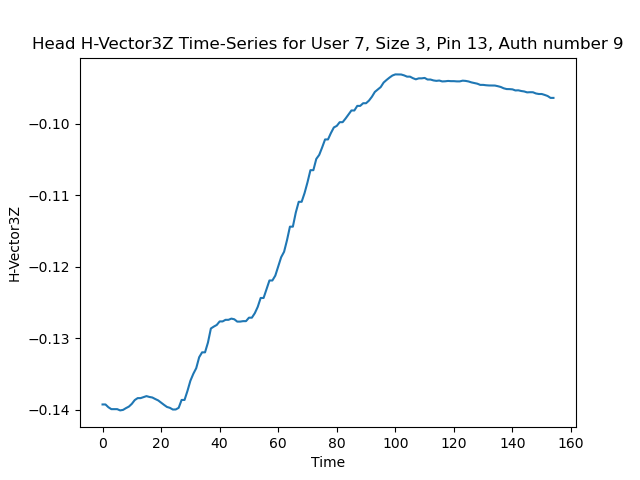 Head H-Vector3Z Time-Series for User 7, Size 3, Pin 13, Auth number 9
H-Vector3Z
−0.10
−0.11
−0.12
−0.13
−0.14
0 20 40 60 80 100 120 140 160
Time